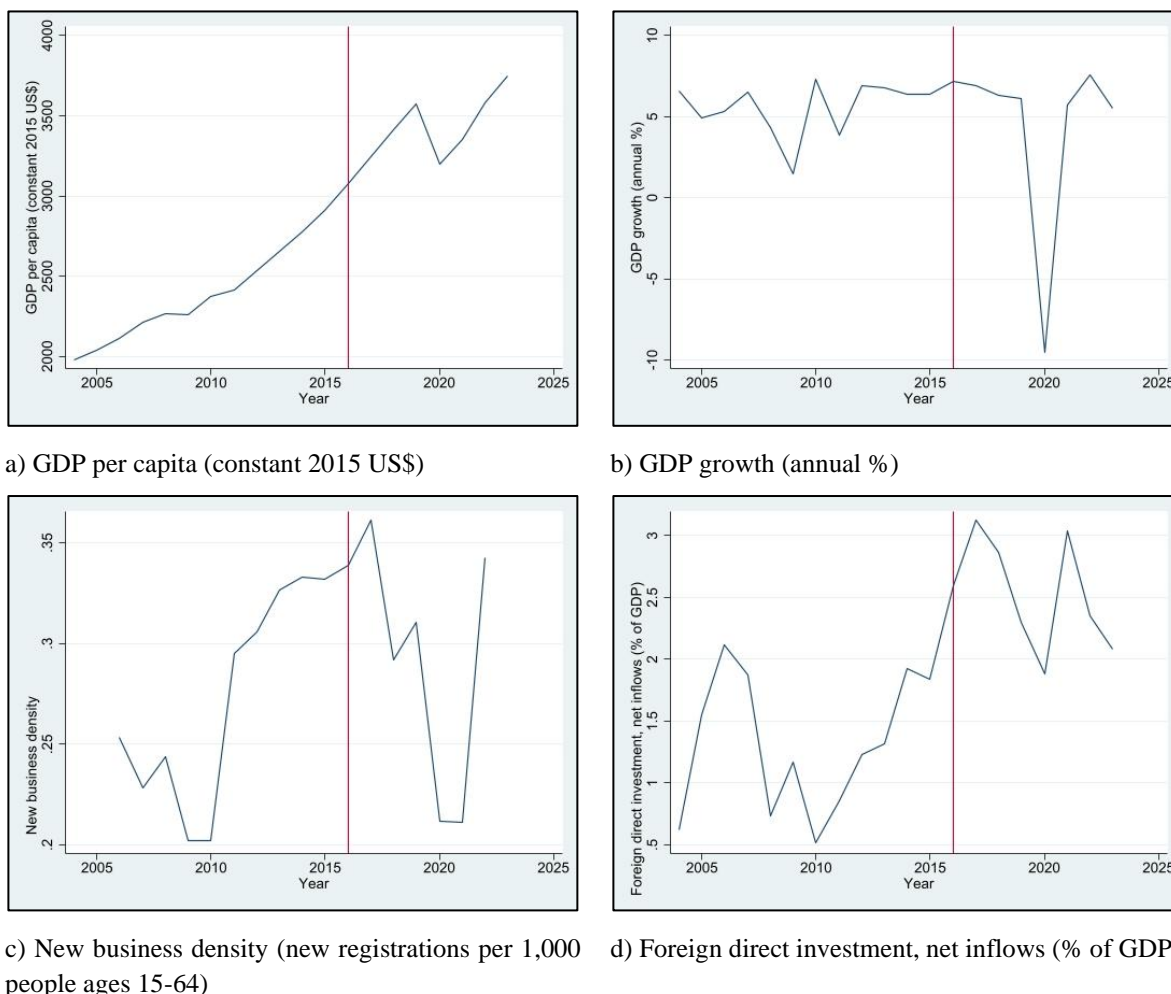 GDP per capita (constant 2015 US$)
4000
3500
3000
2500
2000
2005 2010 2015 2020 2025
Year
GDP growth (annual %)
10
5
0
-5
-10
2005 2010 2015 2020 2025
Year
a) GDP per capita (constant 2015 US$)
b) GDP growth (annual %)
New business density
.35
.3
.25
.2
2005 2010 2015 2020 2025
Year
Foreign direct investment, net inflows (% of GDP)
3
2.5
2
1.5
1
.5
2005 2010 2015 2020 2025
Year
c) New business density (new registrations per 1,000
people ages 15-64)
d) Foreign direct investment, net inflows (% of GDP